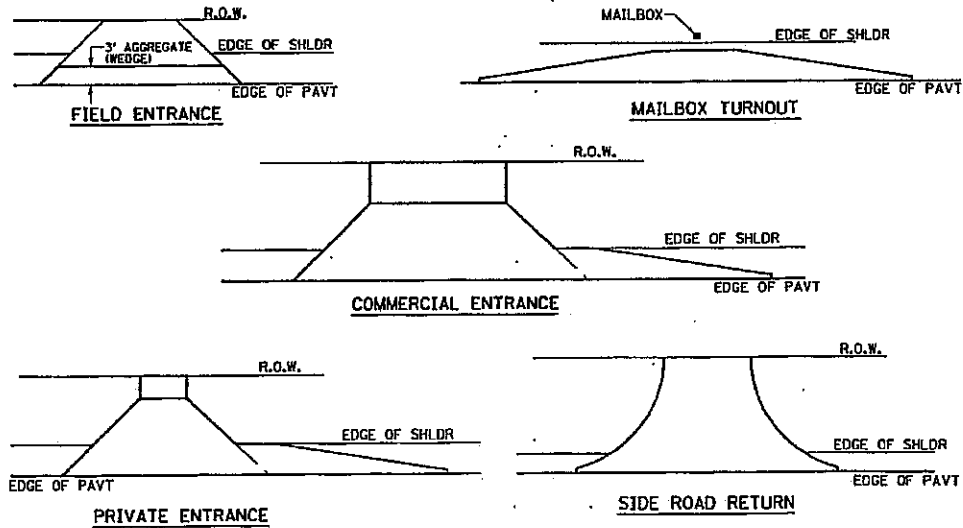 R.O.W.
3' AGGREGATE
(WEDGE)
EDGE OF SHLDR
EDGE OF PAVT
FIELD ENTRANCE
MAILBOX
EDGE OF SHLDR
EDGE OF PAVT
MAILBOX TURNOUT
R.O.W.
EDGE OF SHLDR
EDGE OF PAVT
COMMERCIAL ENTRANCE
R.O.W.
EDGE OF SHLDR
EDGE OF PAVT
PRIVATE ENTRANCE
R.O.W.
EDGE OF SHLDR
EDGE OF PAVT
SIDE ROAD RETURN